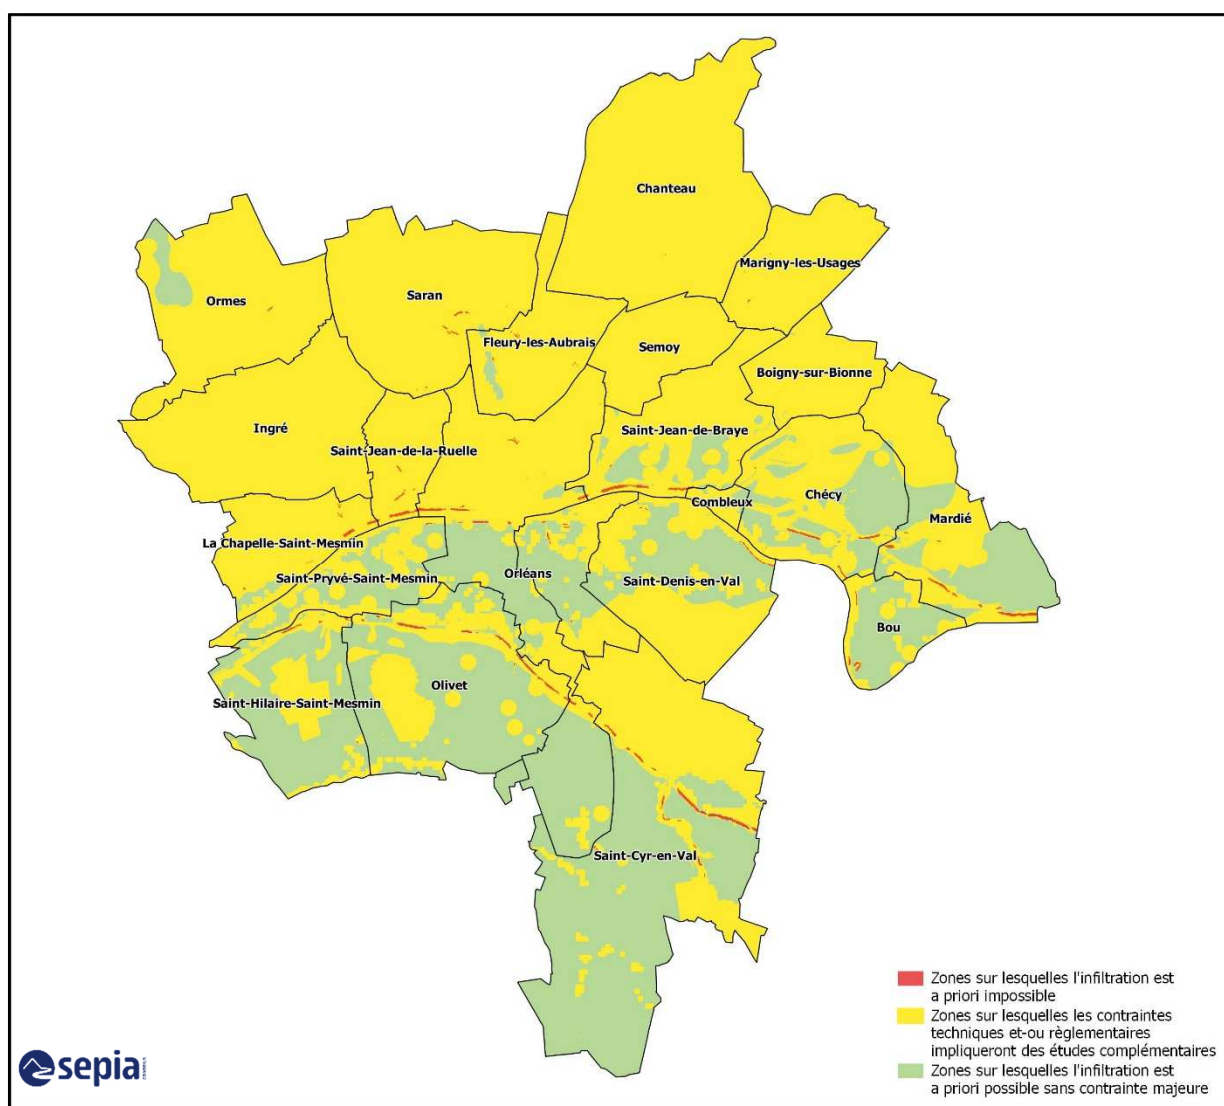 Chanteau
Marigny-les-Usages
Ormes
Saran
Fleury-les-Aubrais
Semoy
Boigny-sur-Bionne
Ingré
Saint-Jean-de-la-Ruelle
Saint-Jean-de-Braye
Chécy
Combleux
Mardié
La Chapelle-Saint-Mesmin
Saint-Pryvé-Saint-Mesmin
Orléans
Saint-Denis-en-Val
Bou
Olivet
Saint-Hilaire-Saint-Mesmin
Saint-Cyr-en-Val
Zones sur lesquelles l'infiltration est
a priori impossible
Zones sur lesquelles les contraintes
techniques et-ou règlementaires
impliqueront des études complémentaires
Zones sur lesquelles l'infiltration est
a priori possible sans contrainte majeure
sepia